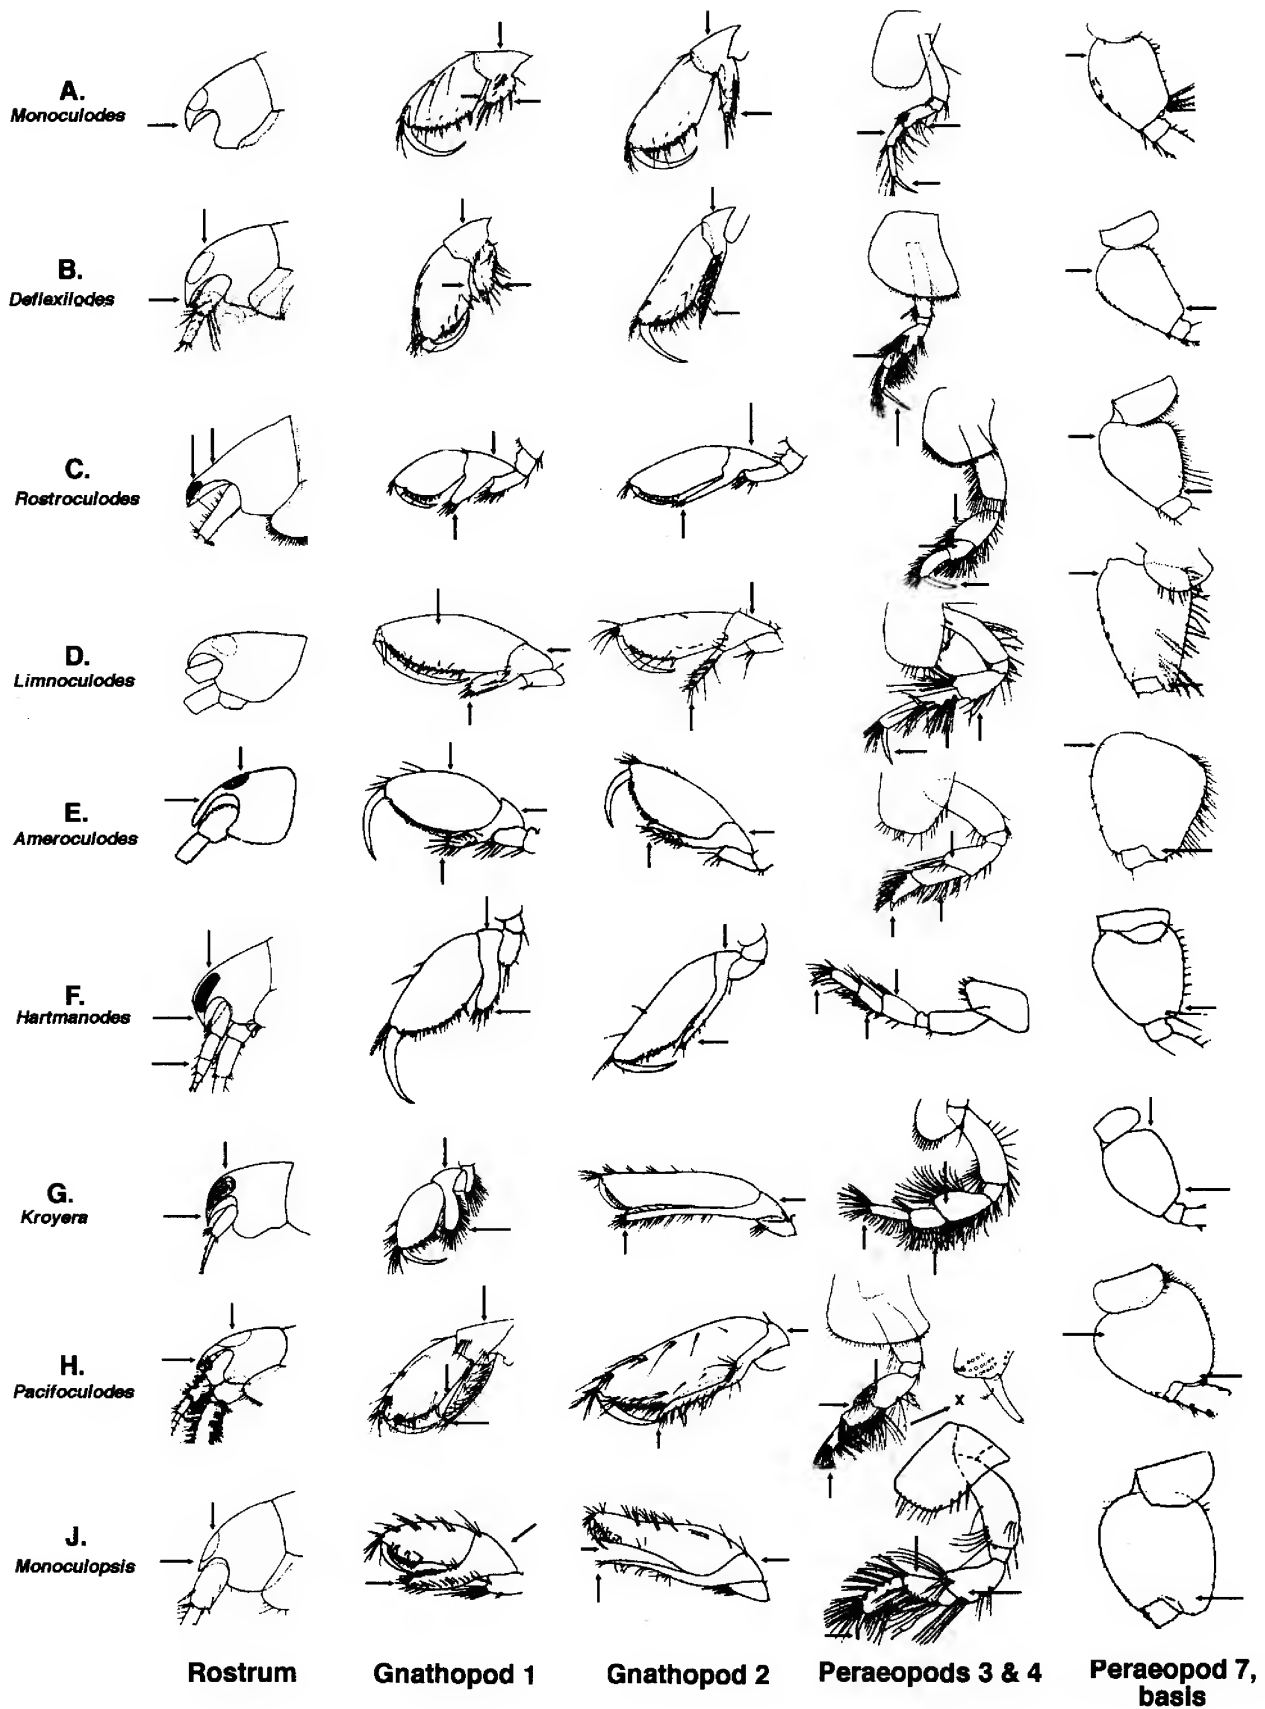 A.
Monoculodes
B.
Deflexilodes
C.
Rostroculodes
D.
Limnoculodes
E.
Ameroculodes
F.
Hartmanodes
G.
Kroyera
H.
Pacifoculodes
x
J.
Monoculopsis
Rostrum Gnathopod 1 Gnathopod 2 Peraeopods 3 & 4 Peraeopod 7,
basis